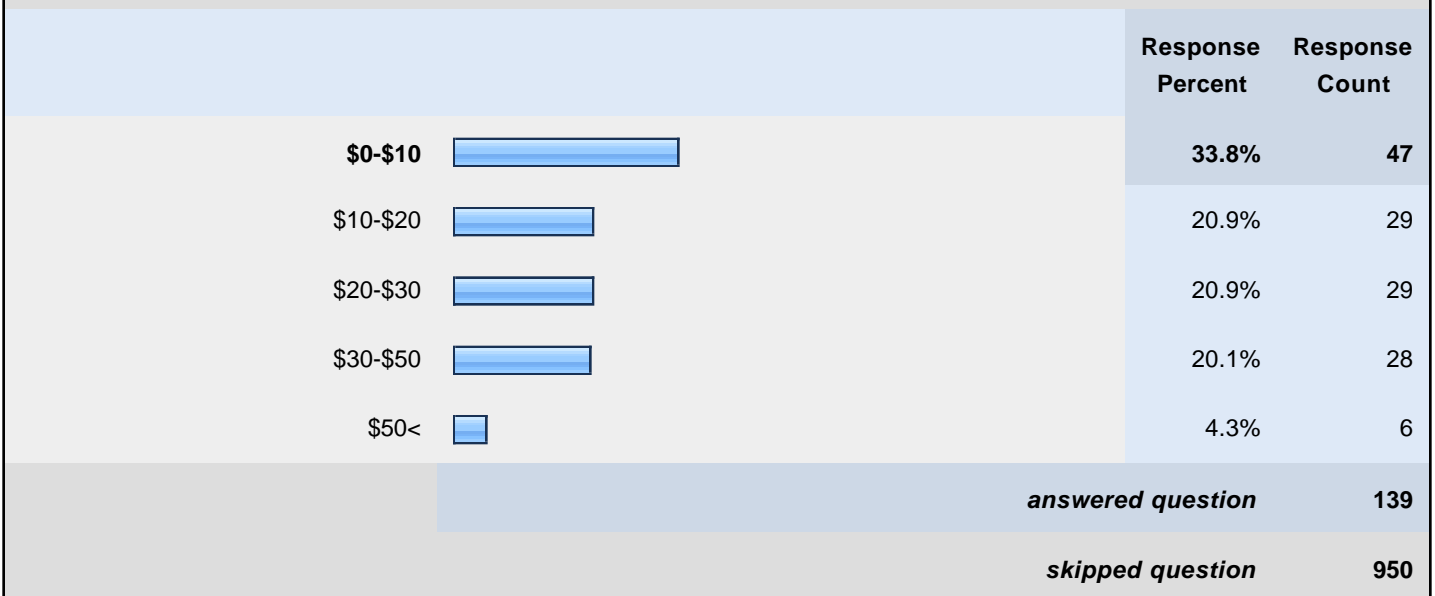 Response Percent Response Count
$0-$10 33.8% 47
$10-$20 20.9% 29
$20-$30 20.9% 29
$30-$50 20.1% 28
$50< 4.3% 6
answered question 139
skipped question 950